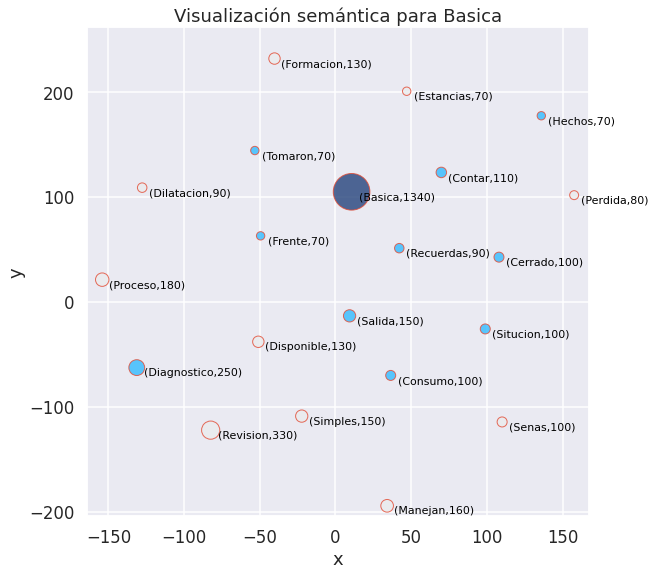 Visualización semántica para Basica
(Formacion,130)
(Estancias,70)
(Hechos,70)
(Tomaron,70)
(Contar,110)
(Dilatacion,90)
(Basica,1340)
(Perdida,80)
(Frente,70)
(Recuerdas,90)
(Cerrado,100)
(Proceso,180)
(Salida,150)
(Situcion,100)
(Disponible,130)
(Diagnostico,250)
(Consumo,100)
(Simples,150)
(Revision,330)
(Senas,100)
(Manejan,160)
200
100
0
−100
−200
y
−150 −100 −50 0 50 100 150
x